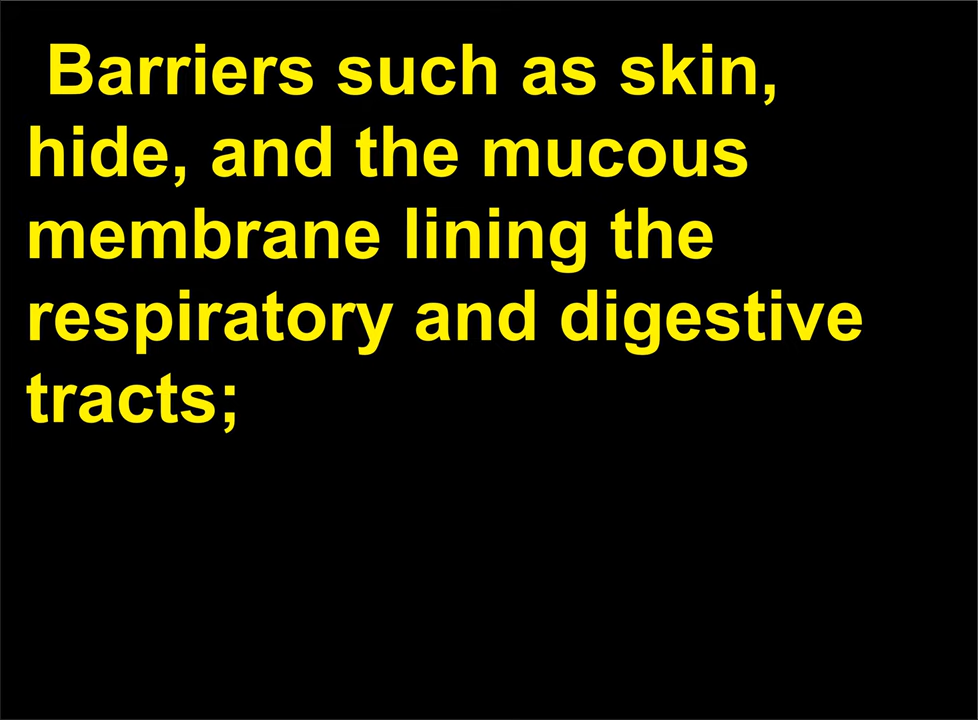 Barriers such as skin,
hide, and the mucous
membrane lining the
respiratory and digestive
tracts;